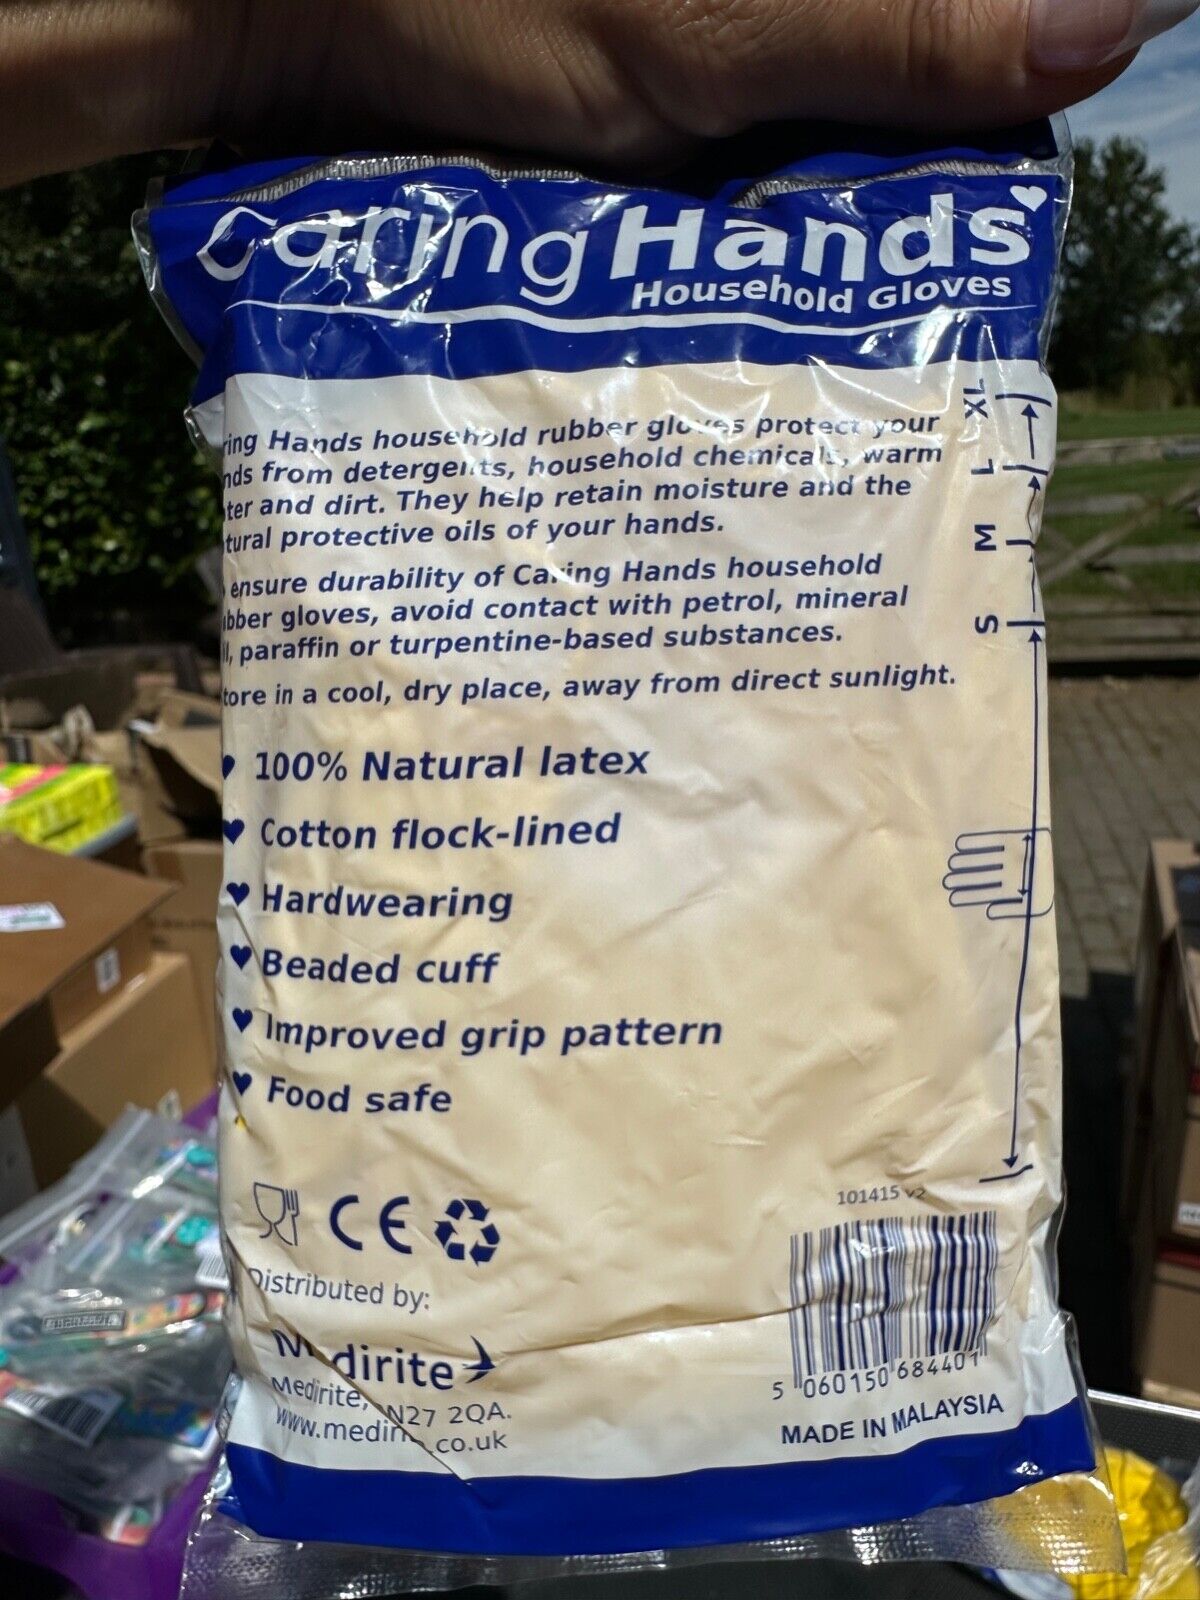 Caring Hands
Household Gloves
ring Hands household rubber gloves protect your
nds from detergents, household chemicals, warm
ter and dirt. They help retain moisture and the
tural protective oils of your hands.
ensure durability of Caring Hands household
bber gloves, avoid contact with petrol, mineral
l, paraffin or turpentine-based substances.
tore in a cool, dry place, away from direct sunlight.
100% Natural latex
Cotton flock-lined
Hardwearing
Beaded cuff
Improved grip pattern
Food safe
XL
L
M
S
CE
Distributed by:
Medirite
Medirite, N27 2QA.
www.mediri co.uk
101415 v2
5 060150 684401
MADE IN MALAYSIA